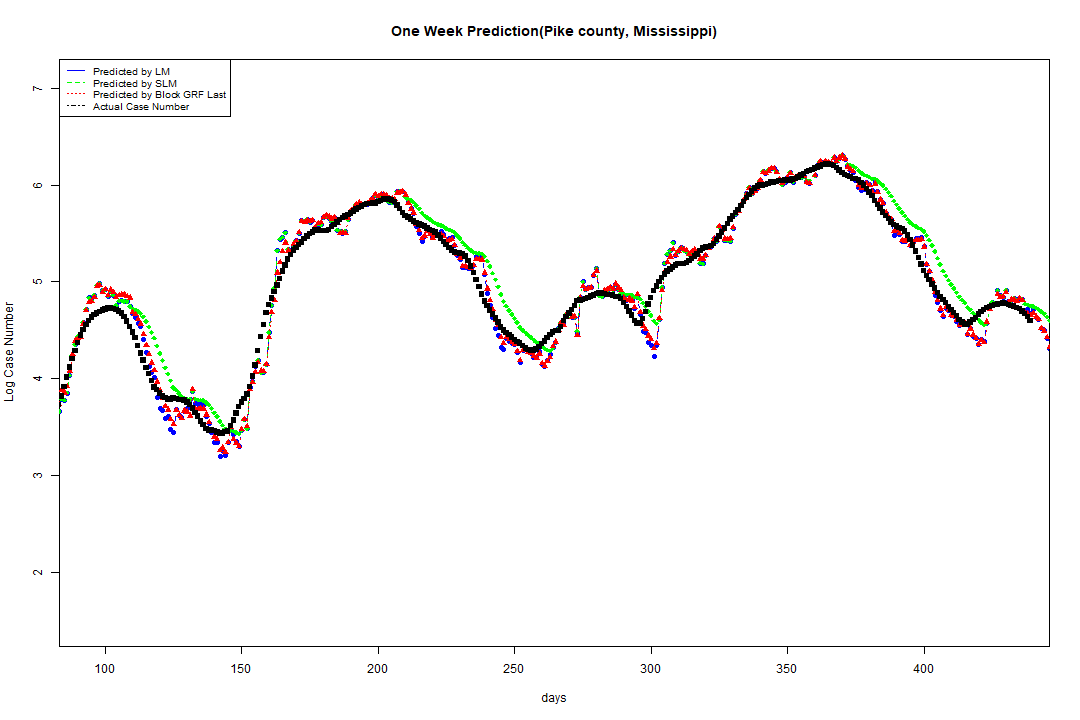 One Week Prediction(Pike county, Mississippi)
Predicted by LM
Predicted by SLM
Predicted by Block GRF Last
Actual Case Number
7
6
5
4
3
2
Log Case Number
100 150 200 250 300 350 400
days